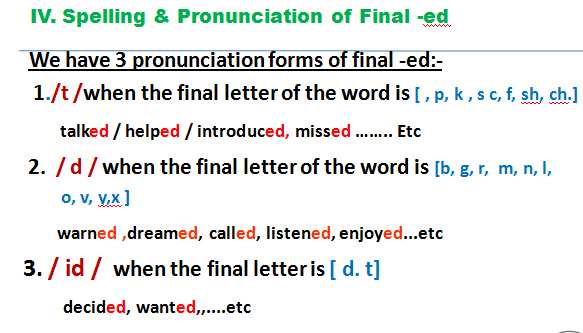 IV. Spelling & Pronunciation of Final -ed
We have 3 pronunciation forms of final -ed:-
1./t /when the final letter of the word is [ , p, k , s c, f, sh, ch.]
talked / helped / introduced, missed ........ Etc
2. / d / when the final letter of the word is [b, g, r, m, n, l,
o, v, y,x ]
warned ,dreamed, called, listened, enjoyed...etc
3. / id / when the final letter is [ d. t]
decided, wanted,,....etc